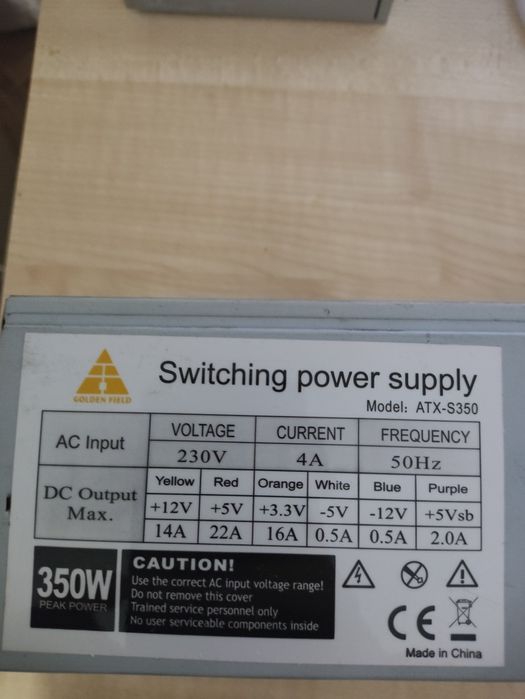 GOLDEN FIELD
Switching power supply
Model: ATX-S350
AC Input VOLTAGE CURRENT FREQUENCY
230V 4A 50Hz
DC Output Max. Yellow Red Orange White Blue Purple
+12V +5V +3.3V -5V -12V +5Vsb
14A 22A 16A 0.5A 0.5A 2.0A
350W
PEAK POWER
CAUTION!
Use the correct AC input voltage range!
Do not remove this cover
Trained service personnel only
No user serviceable components inside
CE
Made in China